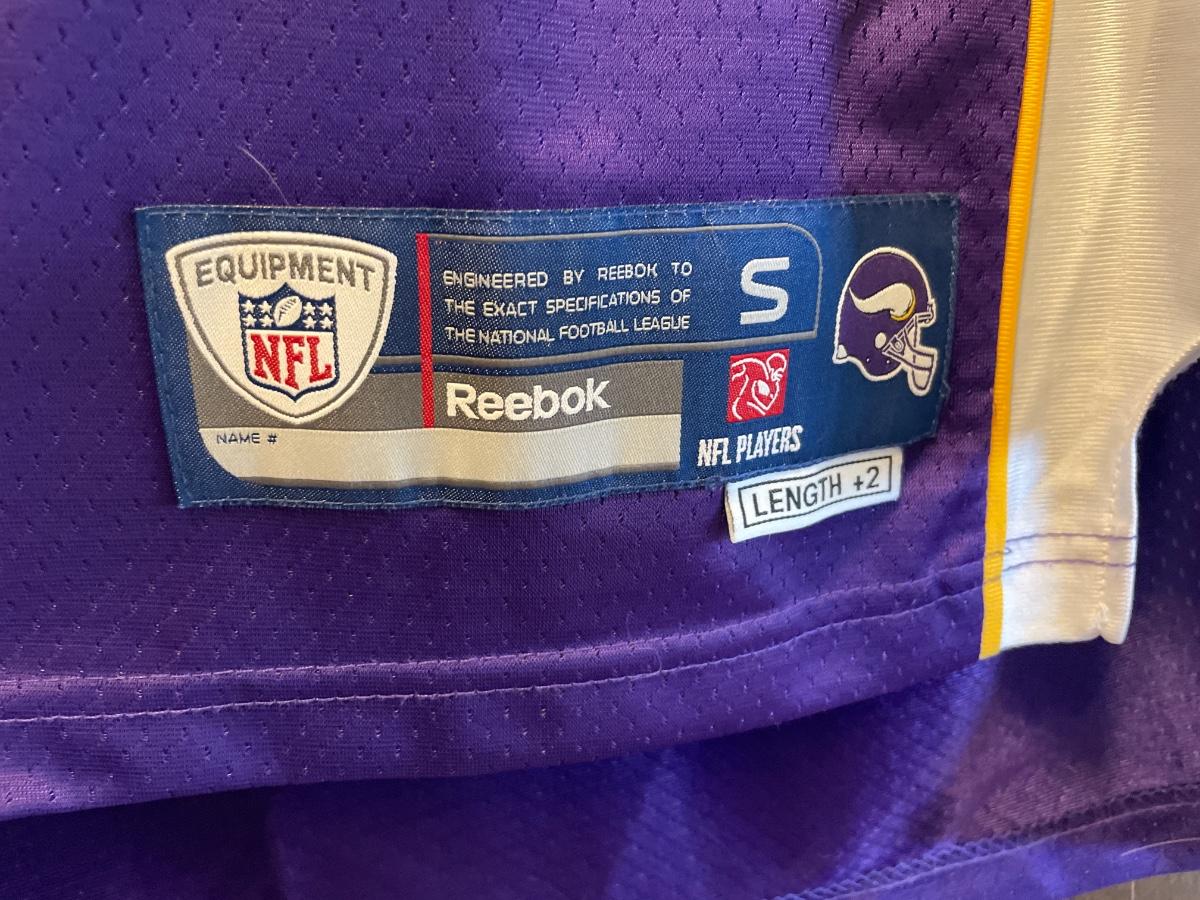 EQUIPMENT
NFL
ENGINEERED BY REEBOK TO
THE EXACT SPECIFICATIONS OF
THE NATIONAL FOOTBALL LEAGUE
S
Reebok
NAME #
NFL PLAYERS
LENGTH +2